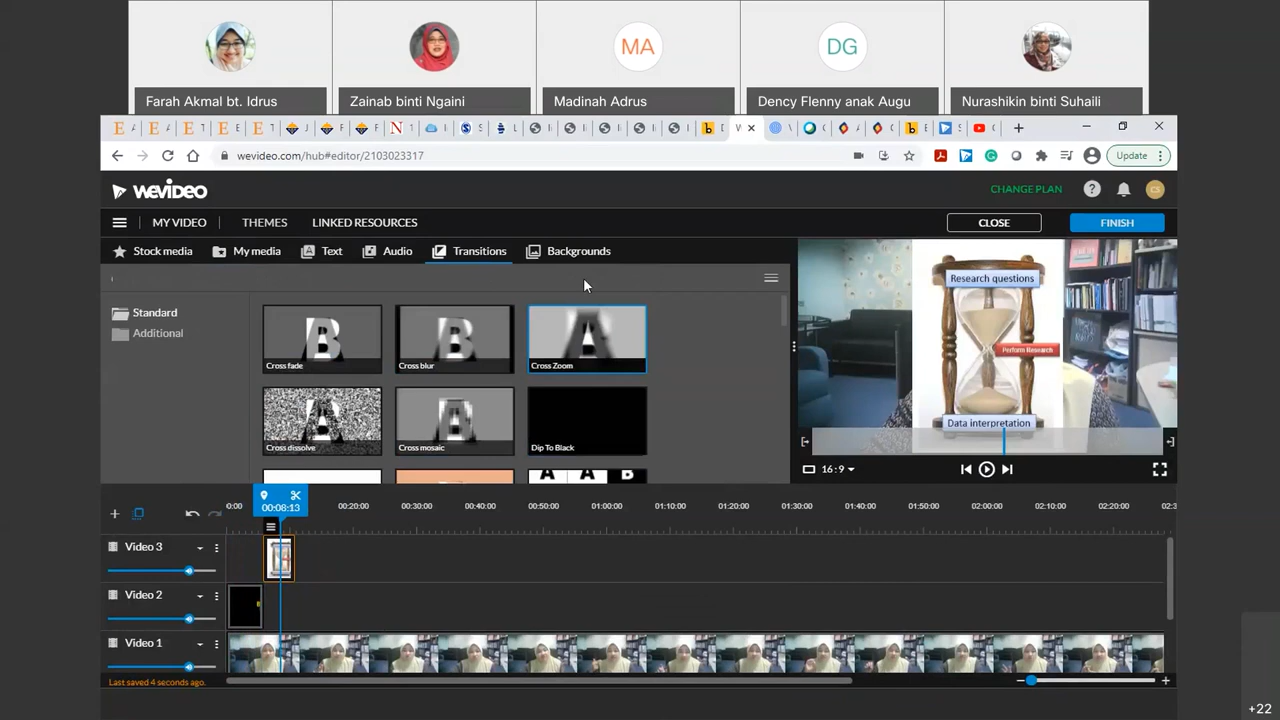 MA
DG
Farah Akmal bt. Idrus
Zainab binti Ngaini
Madinah Adrus
Dency Flenny anak Augu
Nurashikin binti Suhaili
wevideo.com/hub#editor/2103023317
Update
WEVIDEO
CHANGE PLAN
?
CS
MY VIDEO
THEMES
LINKED RESOURCES
CLOSE
FINISH
Stock media
My media
Text
Audio
Transitions
Backgrounds
Standard
Additional
Cross fade
Cross blur
Cross Zoom
Cross dissolve
Cross mosaic
Dip To Black
Research questions
Perform Research
Data interpretation
16:9
00:08:13
0:00
00:20:00
00:30:00
00:40:00
00:50:00
01:00:00
01:10:00
01:20:00
01:30:00
01:40:00
01:50:00
02:00:00
02:10:00
02:20:00
Video 3
Video 2
Video 1
Last saved 4 seconds ago.
+22